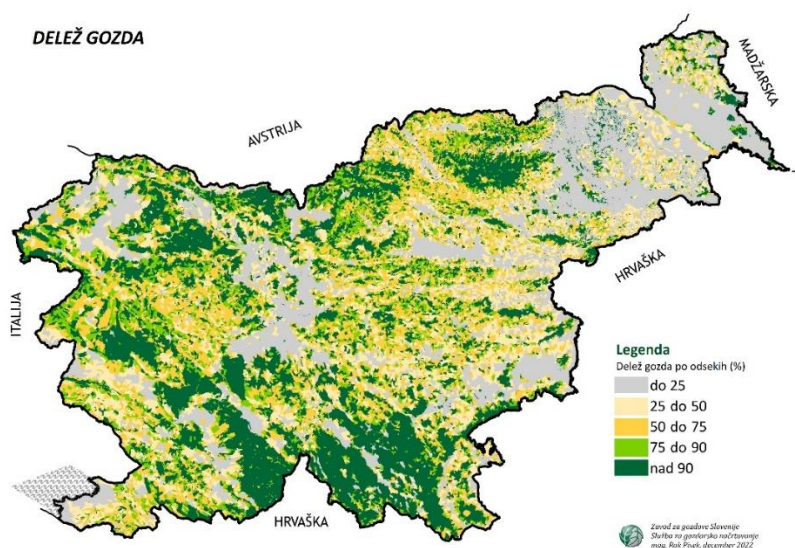 DELEŽ GOZDA
MADŽARSKA
AVSTRIJA
HRVAŠKA
ITALIJA
HRVAŠKA
Legenda
Delež gozda po odsekih (%)
do 25
25 do 50
50 do 75
75 do 90
nad 90
Zavod za gozdove Slovenije
Služba za gozdarsko načrtovanje
mag. Rok Pisek, december 2022